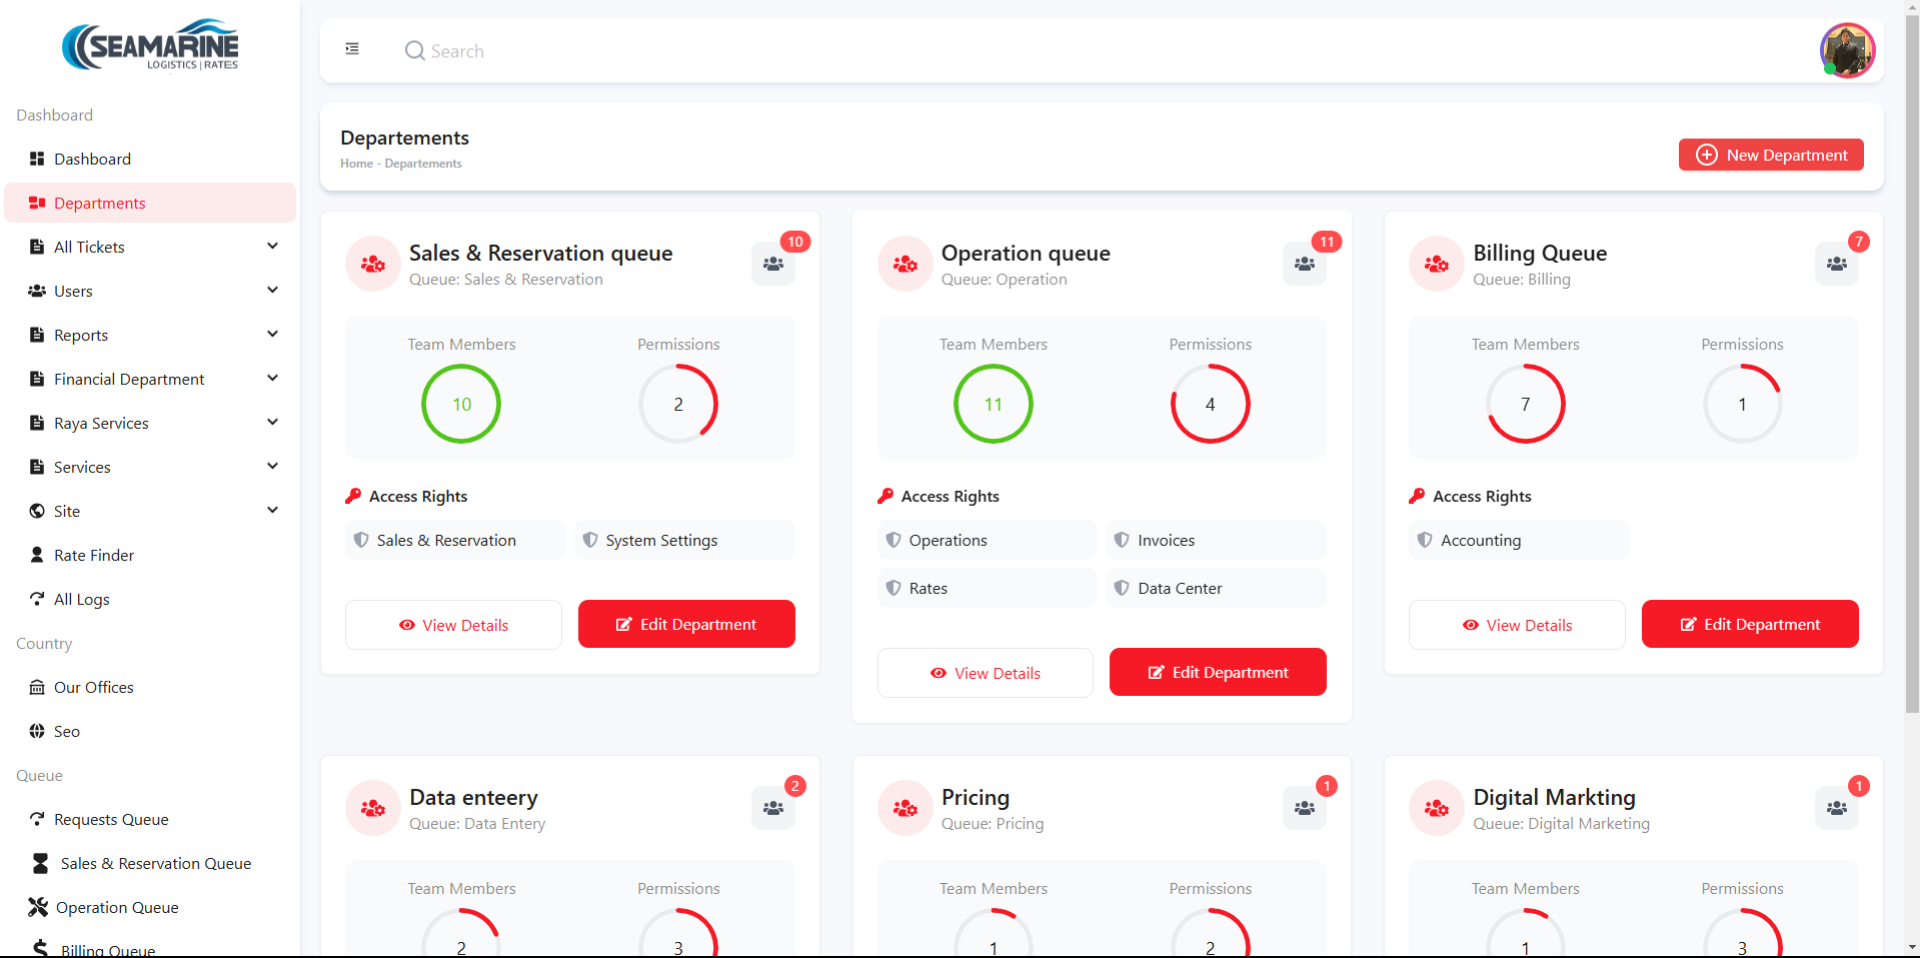 SEAMARINE
LOGISTICS | RATES
Dashboard
Dashboard
Departments
All Tickets
Users
Reports
Financial Department
Raya Services
Services
Site
Rate Finder
All Logs
Country
Our Offices
Seo
Queue
Requests Queue
Sales & Reservation Queue
Operation Queue
Billing Queue
Search
Departements
Home - Departements
New Department
Sales & Reservation queue
Queue: Sales & Reservation
10
Team Members
Permissions
10
2
Access Rights
Sales & Reservation
System Settings
View Details
Edit Department
Operation queue
Queue: Operation
11
Team Members
Permissions
11
4
Access Rights
Operations
Invoices
Rates
Data Center
View Details
Edit Department
Billing Queue
Queue: Billing
7
Team Members
Permissions
7
1
Access Rights
Accounting
View Details
Edit Department
Data enteery
Queue: Data Entery
2
Team Members
Permissions
2
3
Pricing
Queue: Pricing
1
Team Members
Permissions
1
2
Digital Markting
Queue: Digital Marketing
1
Team Members
Permissions
1
3